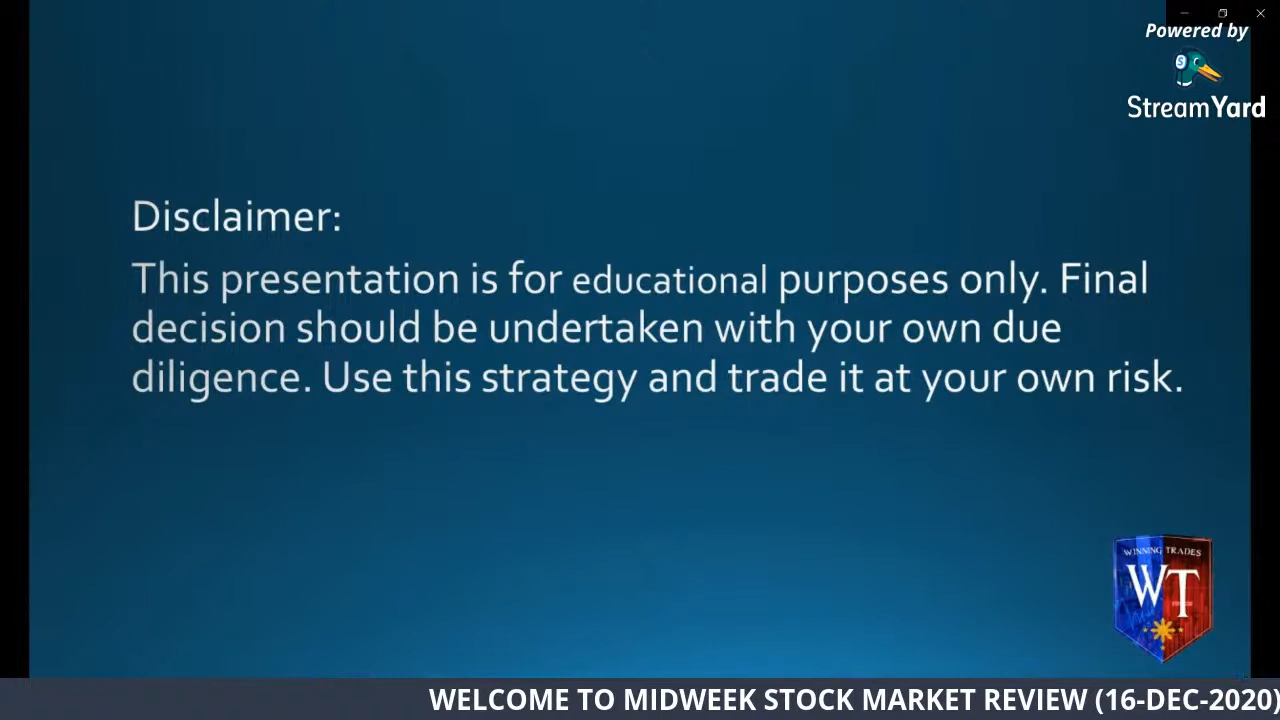 Powered by
StreamYard
Disclaimer:
This presentation is for educational purposes only. Final
decision should be undertaken with your own due
diligence. Use this strategy and trade it at your own risk.
WINNING TRADES
WT
WELCOME TO MIDWEEK STOCK MARKET REVIEW (16-DEC-2020)